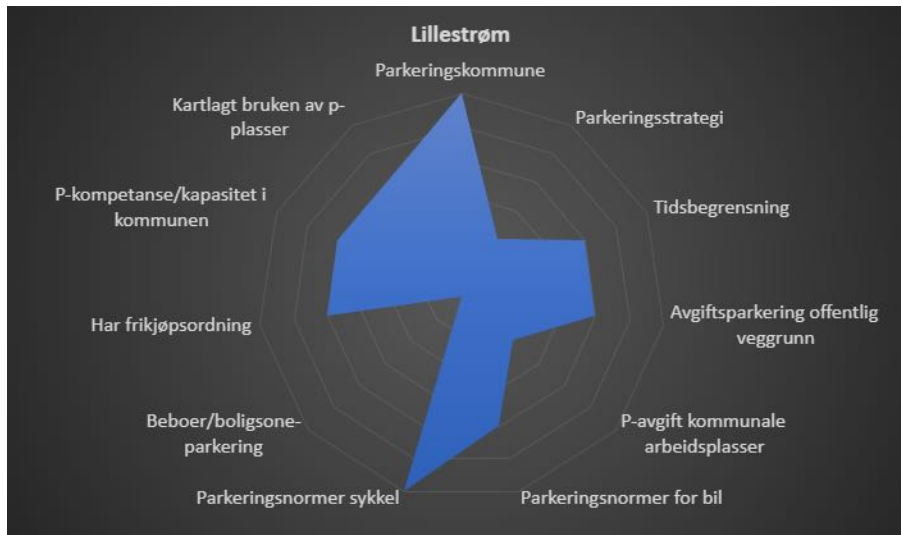 Lillestrøm
Parkeringskommune
Parkeringsstrategi
Tidsbegrensning
Avgiftsparkering offentlig
veggrunn
P-avgift kommunale
arbeidsplasser
Parkeringsnormer for bil
Parkeringsnormer sykkel
Beboer/boligsone-
parkering
Har frikjøpsordning
P-kompetanse/kapasitet i
kommunen
Kartlagt bruken av p-
plasser